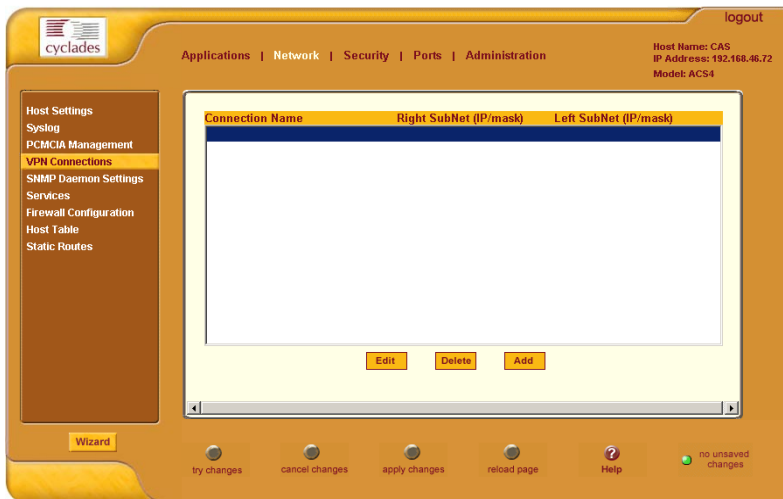 logout
cyclades
Applications | Network | Security | Ports | Administration
Host Name: CAS
IP Address: 192.168.46.72
Model: ACS4
Host Settings
Syslog
PCMCIA Management
VPN Connections
SNMP Daemon Settings
Services
Firewall Configuration
Host Table
Static Routes
Connection Name Right SubNet (IP/mask) Left SubNet (IP/mask)
Edit Delete Add
Wizard
try changes
cancel changes
apply changes
reload page
?
Help
no unsaved
changes